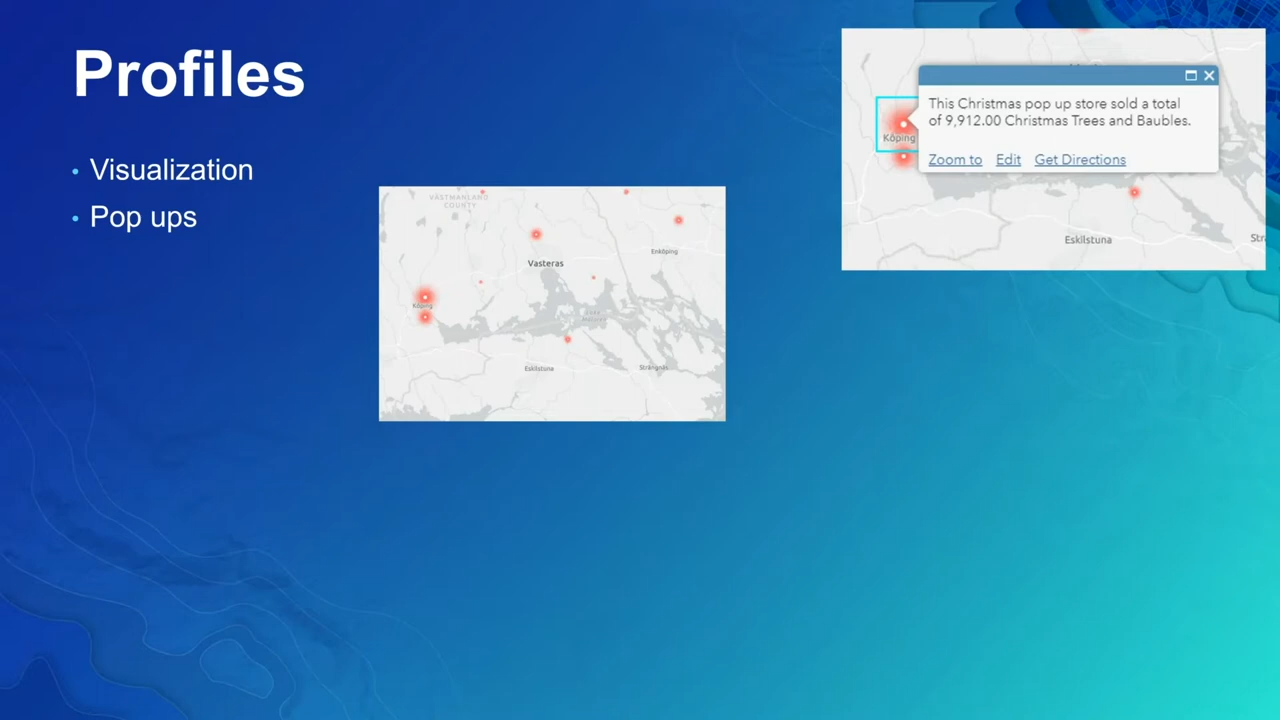 Profiles
Visualization
Pop ups
VÄSTMANLAND
COUNTY
Enköping
Vasteras
Köping
Eskilstuna
Strängnäs
This Christmas pop up store sold a total
of 9,912.00 Christmas Trees and Baubles.
Zoom to Edit Get Directions
Köping
Eskilstuna